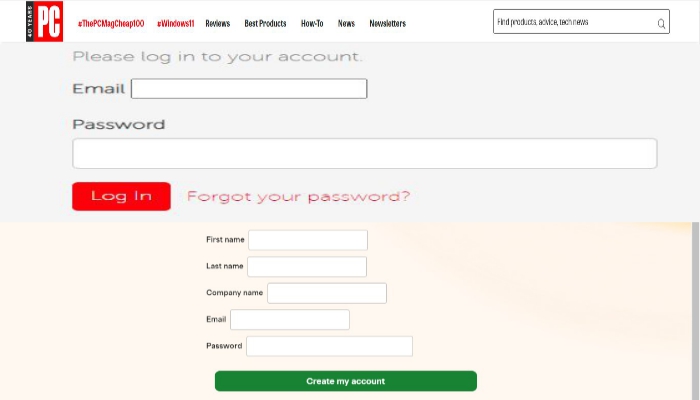 40 YEARS PC #ThePCMagCheap100 #Windows11 Reviews Best Products How-To News Newsletters Find products, advice, tech news
Please log in to your account.
Email
Password
Log In Forgot your password?
First name
Last name
Company name
Email
Password
Create my account